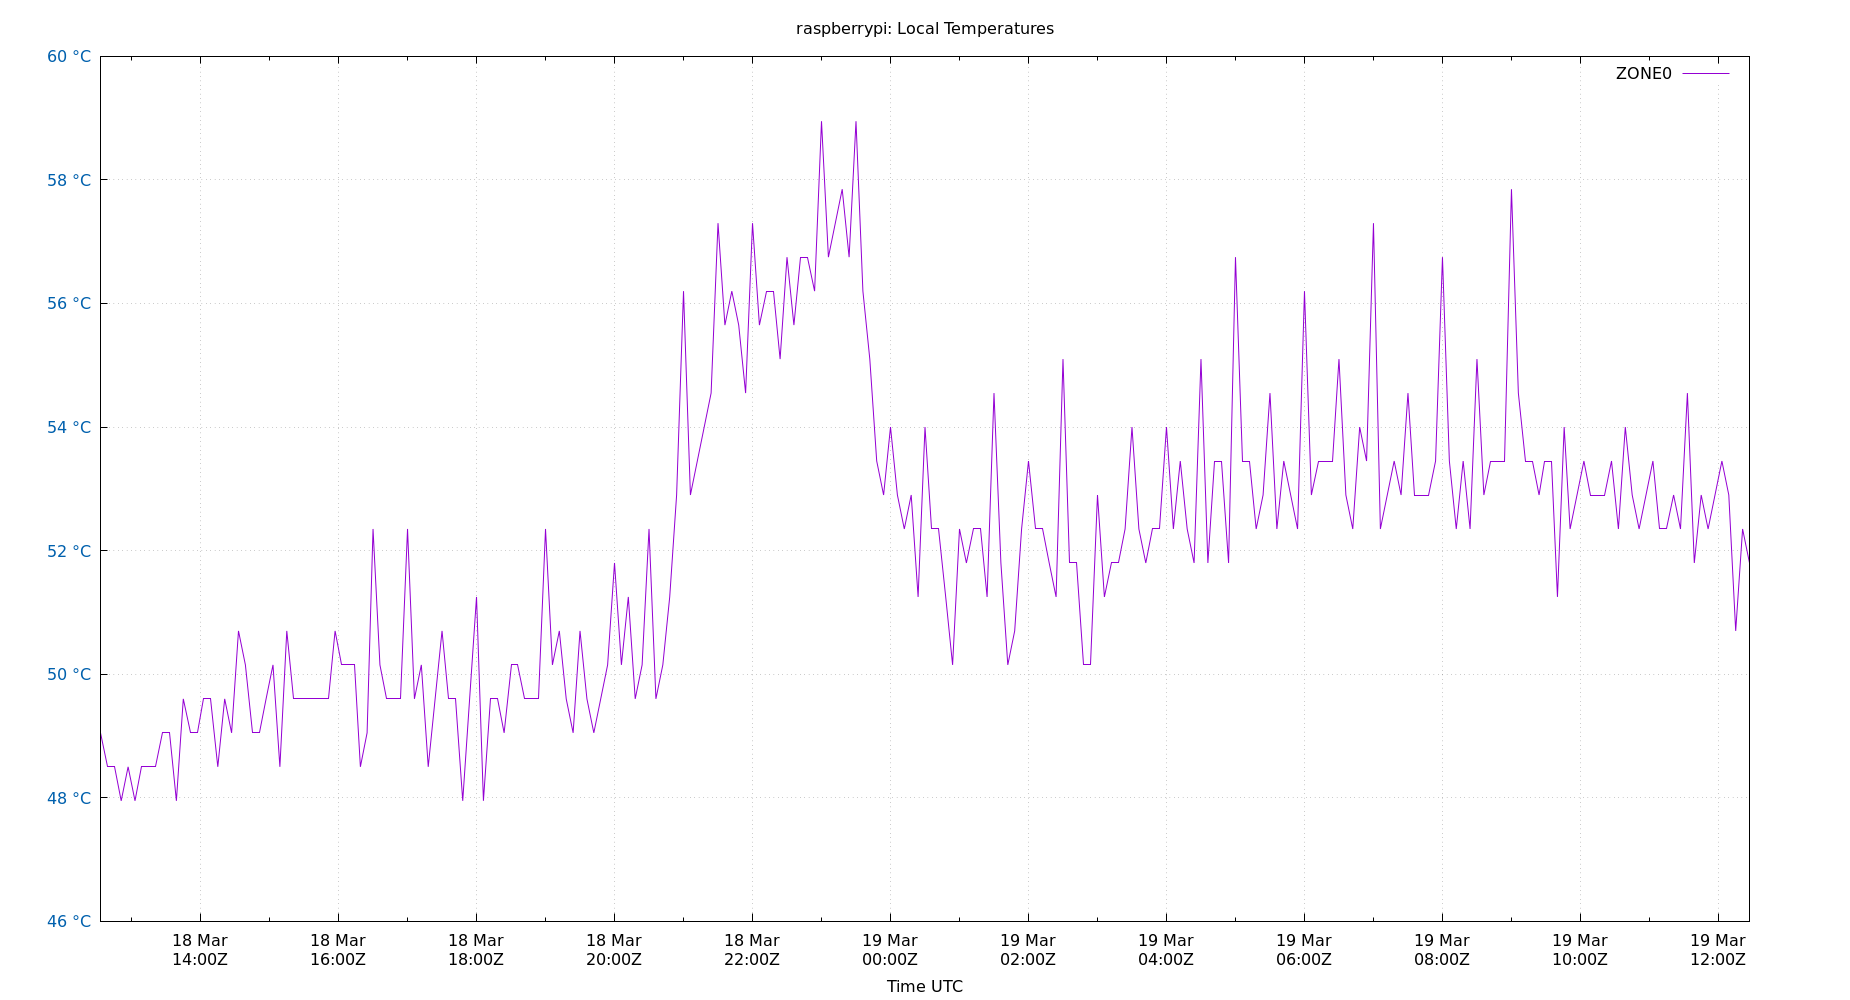 raspberrypi: Local Temperatures
60 °C
ZONE0
58 °C
56 °C
54 °C
52 °C
50 °C
48 °C
46 °C
18 Mar 18 Mar 18 Mar 18 Mar 18 Mar 19 Mar 19 Mar 19 Mar 19 Mar 19 Mar 19 Mar 19 Mar
14:00Z 16:00Z 18:00Z 20:00Z 22:00Z 00:00Z 02:00Z 04:00Z 06:00Z 08:00Z 10:00Z 12:00Z
Time UTC